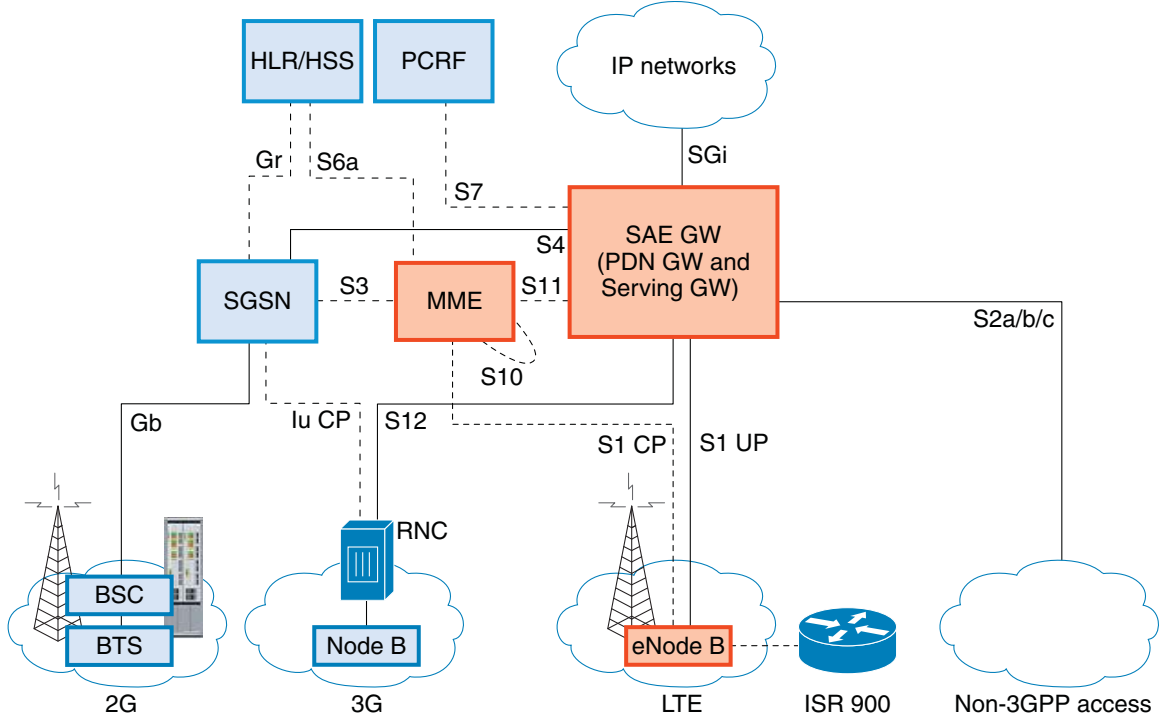 HLR/HSS
PCRF
IP networks
Gr
S6a
SGi
S7
S4
SAE GW
(PDN GW and
Serving GW)
SGSN
S3
MME
S11
S2a/b/c
S10
Gb
Iu CP
S12
S1 CP
S1 UP
RNC
BSC
BTS
Node B
eNode B
2G
3G
LTE
ISR 900
Non-3GPP access